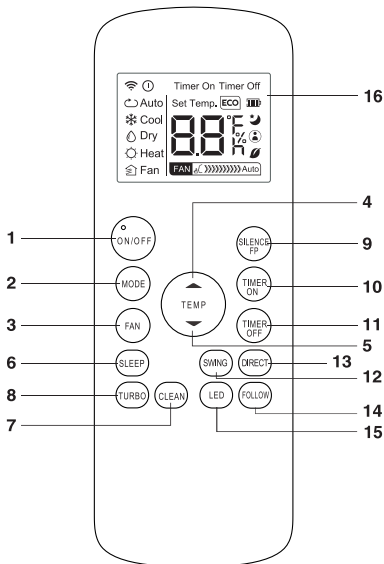 Timer On Timer Off
16
Auto Set Temp. ECO
Cool
88 °F % h
Dry
Heat
Fan FAN Auto
4
1 ON/OFF
SILENCE FP 9
2 MODE
TEMP
TIMER ON 10
3 FAN
TIMER OFF 11
5
6 SLEEP
SWING DIRECT 13
12
8 TURBO CLEAN LED FOLLOW
7
14
15